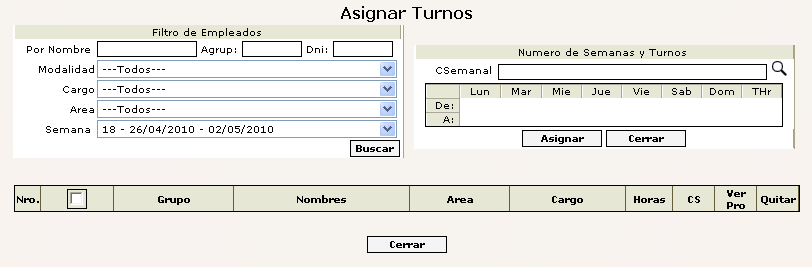 Asignar Turnos
Filtro de Empleados
Por Nombre Agrup: Dni:
Modalidad ---Todos---
Cargo ---Todos---
Area ---Todos---
Semana 18 - 26/04/2010 - 02/05/2010
Buscar
Numero de Semanas y Turnos
CSemanal
Lun Mar Mie Jue Vie Sab Dom THr
De:
A:
Asignar Cerrar
Nro. Grupo Nombres Area Cargo Horas CS Ver Pro Quitar
Cerrar